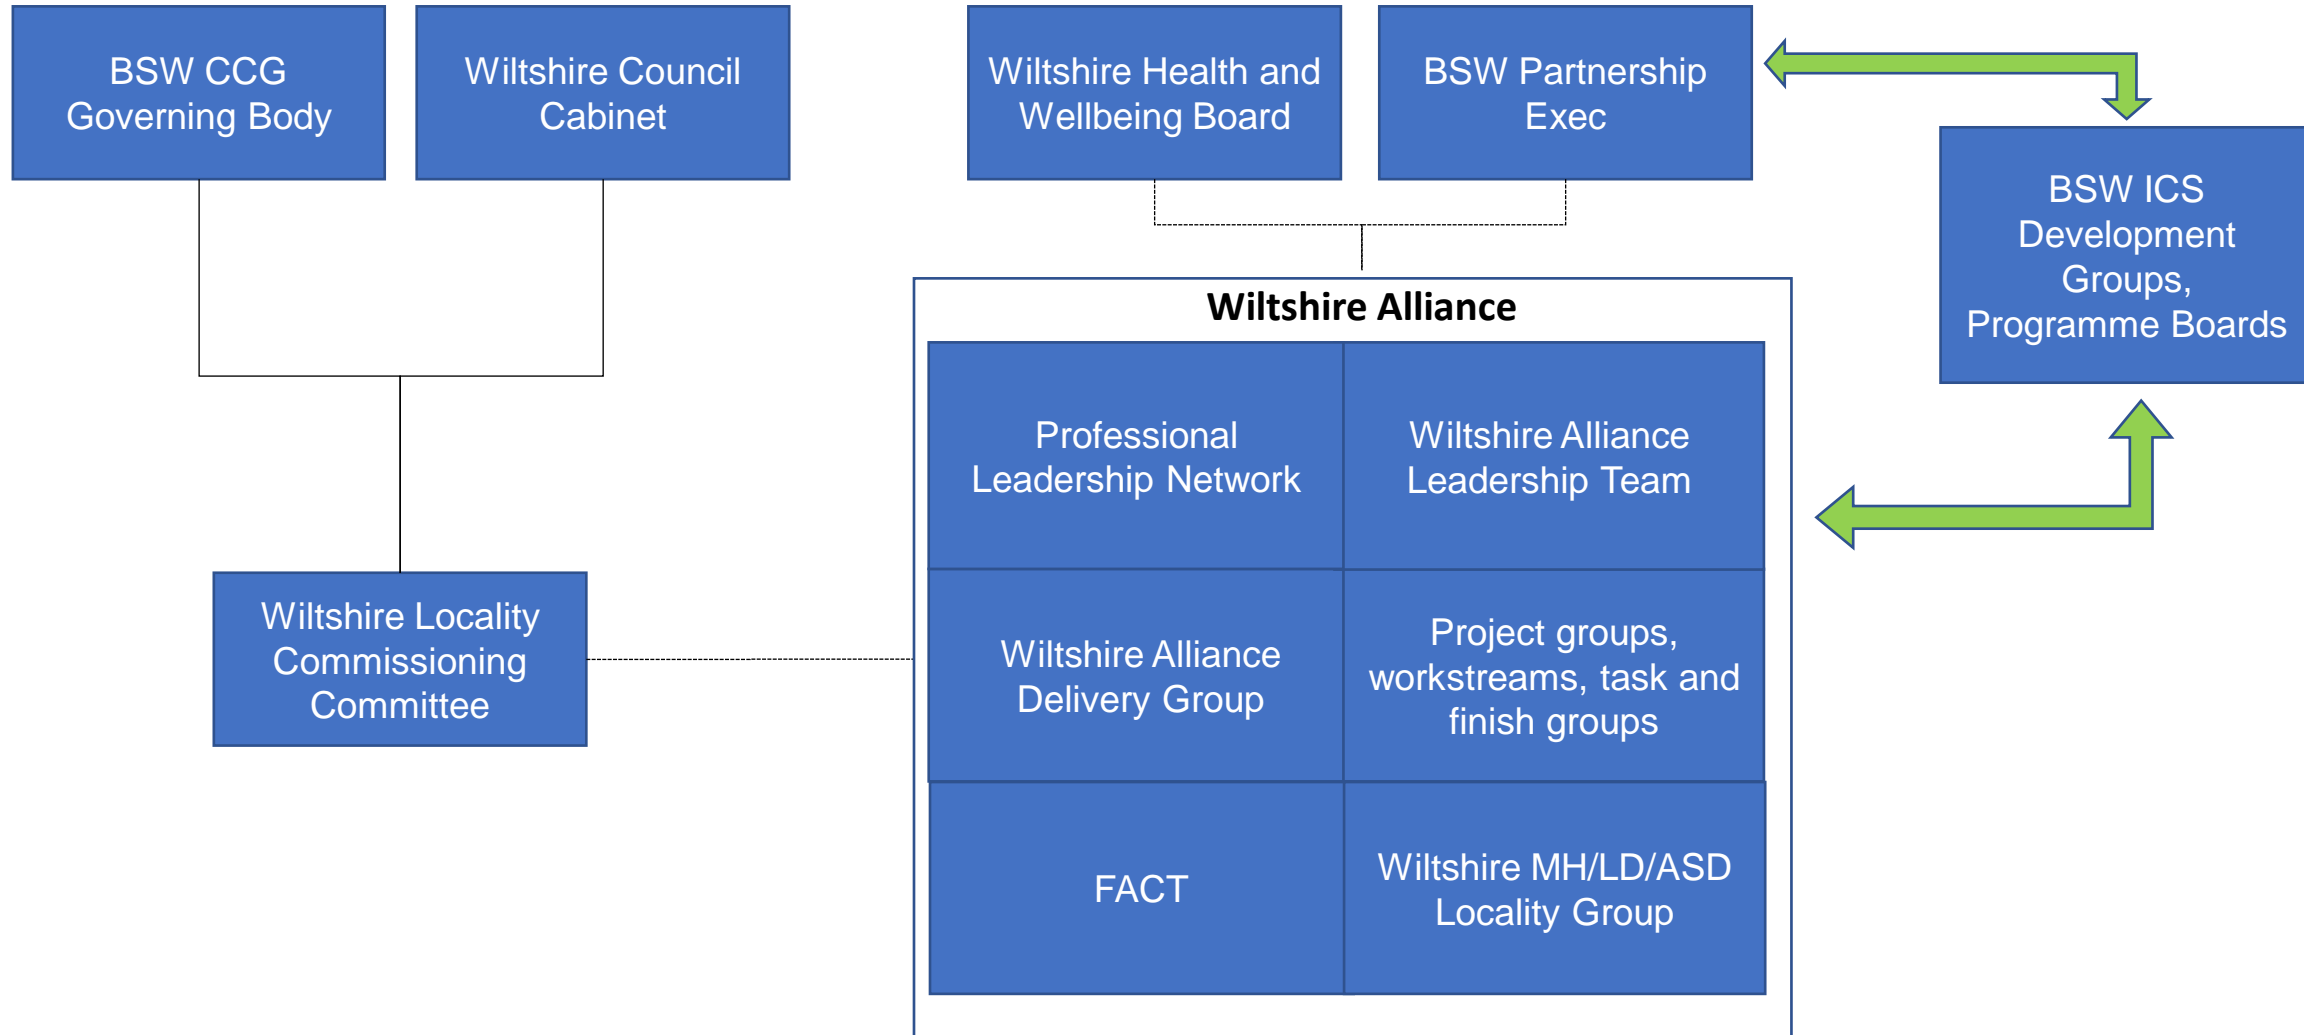 BSW CCG
Governing Body
Wiltshire Council
Cabinet
Wiltshire Health and
Wellbeing Board
BSW Partnership
Exec
BSW ICS
Development
Groups,
Programme Boards
Wiltshire Alliance
Professional
Leadership Network
Wiltshire Alliance
Leadership Team
Wiltshire Locality
Commissioning
Committee
Wiltshire Alliance
Delivery Group
Project groups,
workstreams, task and
finish groups
FACT
Wiltshire MH/LD/ASD
Locality Group